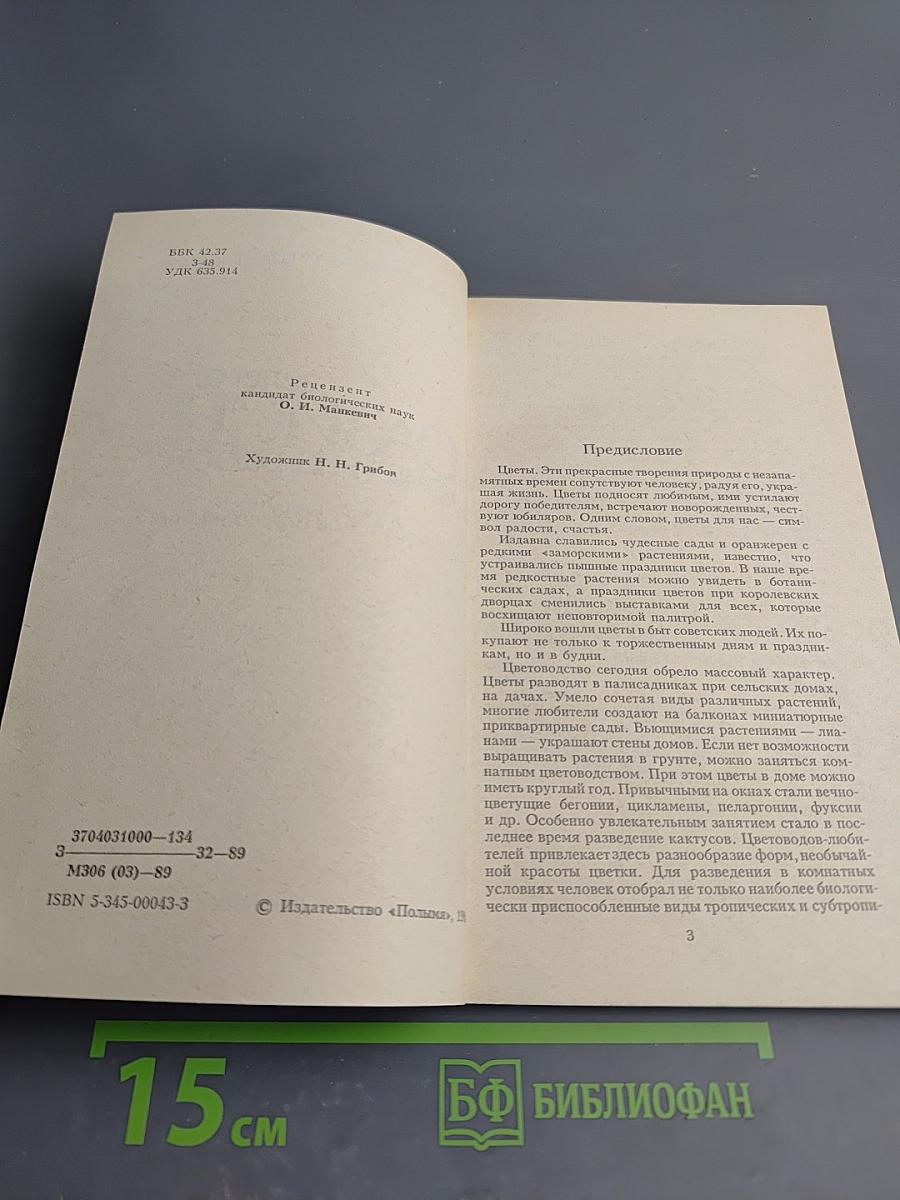 ББК 42.37
З-48
УДК 635.914
Рецензент
кандидат биологических наук
О. И. Манкевич
Художник Н. Н. Грибов
3704031000—134
З—32—89
М306 (03)—89
ISBN 5-345-00043-3
© Издательство «Полымя»,
Предисловие
Цветы. Эти прекрасные творения природы с незапа-
мятных времен сопутствуют человеку, радуя его, укра-
шая жизнь. Цветы подносят любимым, ими устилают
дорогу победителям, встречают новорожденных, чест-
вуют юбиляров. Одним словом, цветы для нас — сим-
вол радости, счастья.
Издавна славились чудесные сады и оранжереи с
редкими «заморскими» растениями, известно, что
устраивались пышные праздники цветов. В наше вре-
мя редкостные растения можно увидеть в ботани-
ческих садах, а праздники цветов при королевских
дворцах сменились выставками для всех, которые
восхищают неповторимой палитрой.
Широко вошли цветы в быт советских людей. Их по-
купают не только к торжественным дням и праздни-
кам, но и в будни.
Цветоводство сегодня обрело массовый характер.
Цветы разводят в палисадниках при сельских домах,
на дачах. Умело сочетая виды различных растений,
многие любители создают на балконах миниатюрные
приквартирные сады. Вьющимися растениями — лиа-
нами — украшают стены домов. Если нет возможности
выращивать растения в грунте, можно заняться ком-
натным цветоводством. При этом цветы в доме можно
иметь круглый год. Привычными на окнах стали вечно-
цветущие бегонии, цикламены, пеларгонии, фуксии
и др. Особенно увлекательным занятием стало в пос-
леднее время разведение кактусов. Цветоводов-люби-
телей привлекает здесь разнообразие форм, необычай-
ной красоты цветки. Для разведения в комнатных
условиях человек отобрал не только наиболее биологи-
чески приспособленные виды тропических и субтропи-
3
15 см
БФ БИБЛИОФАН